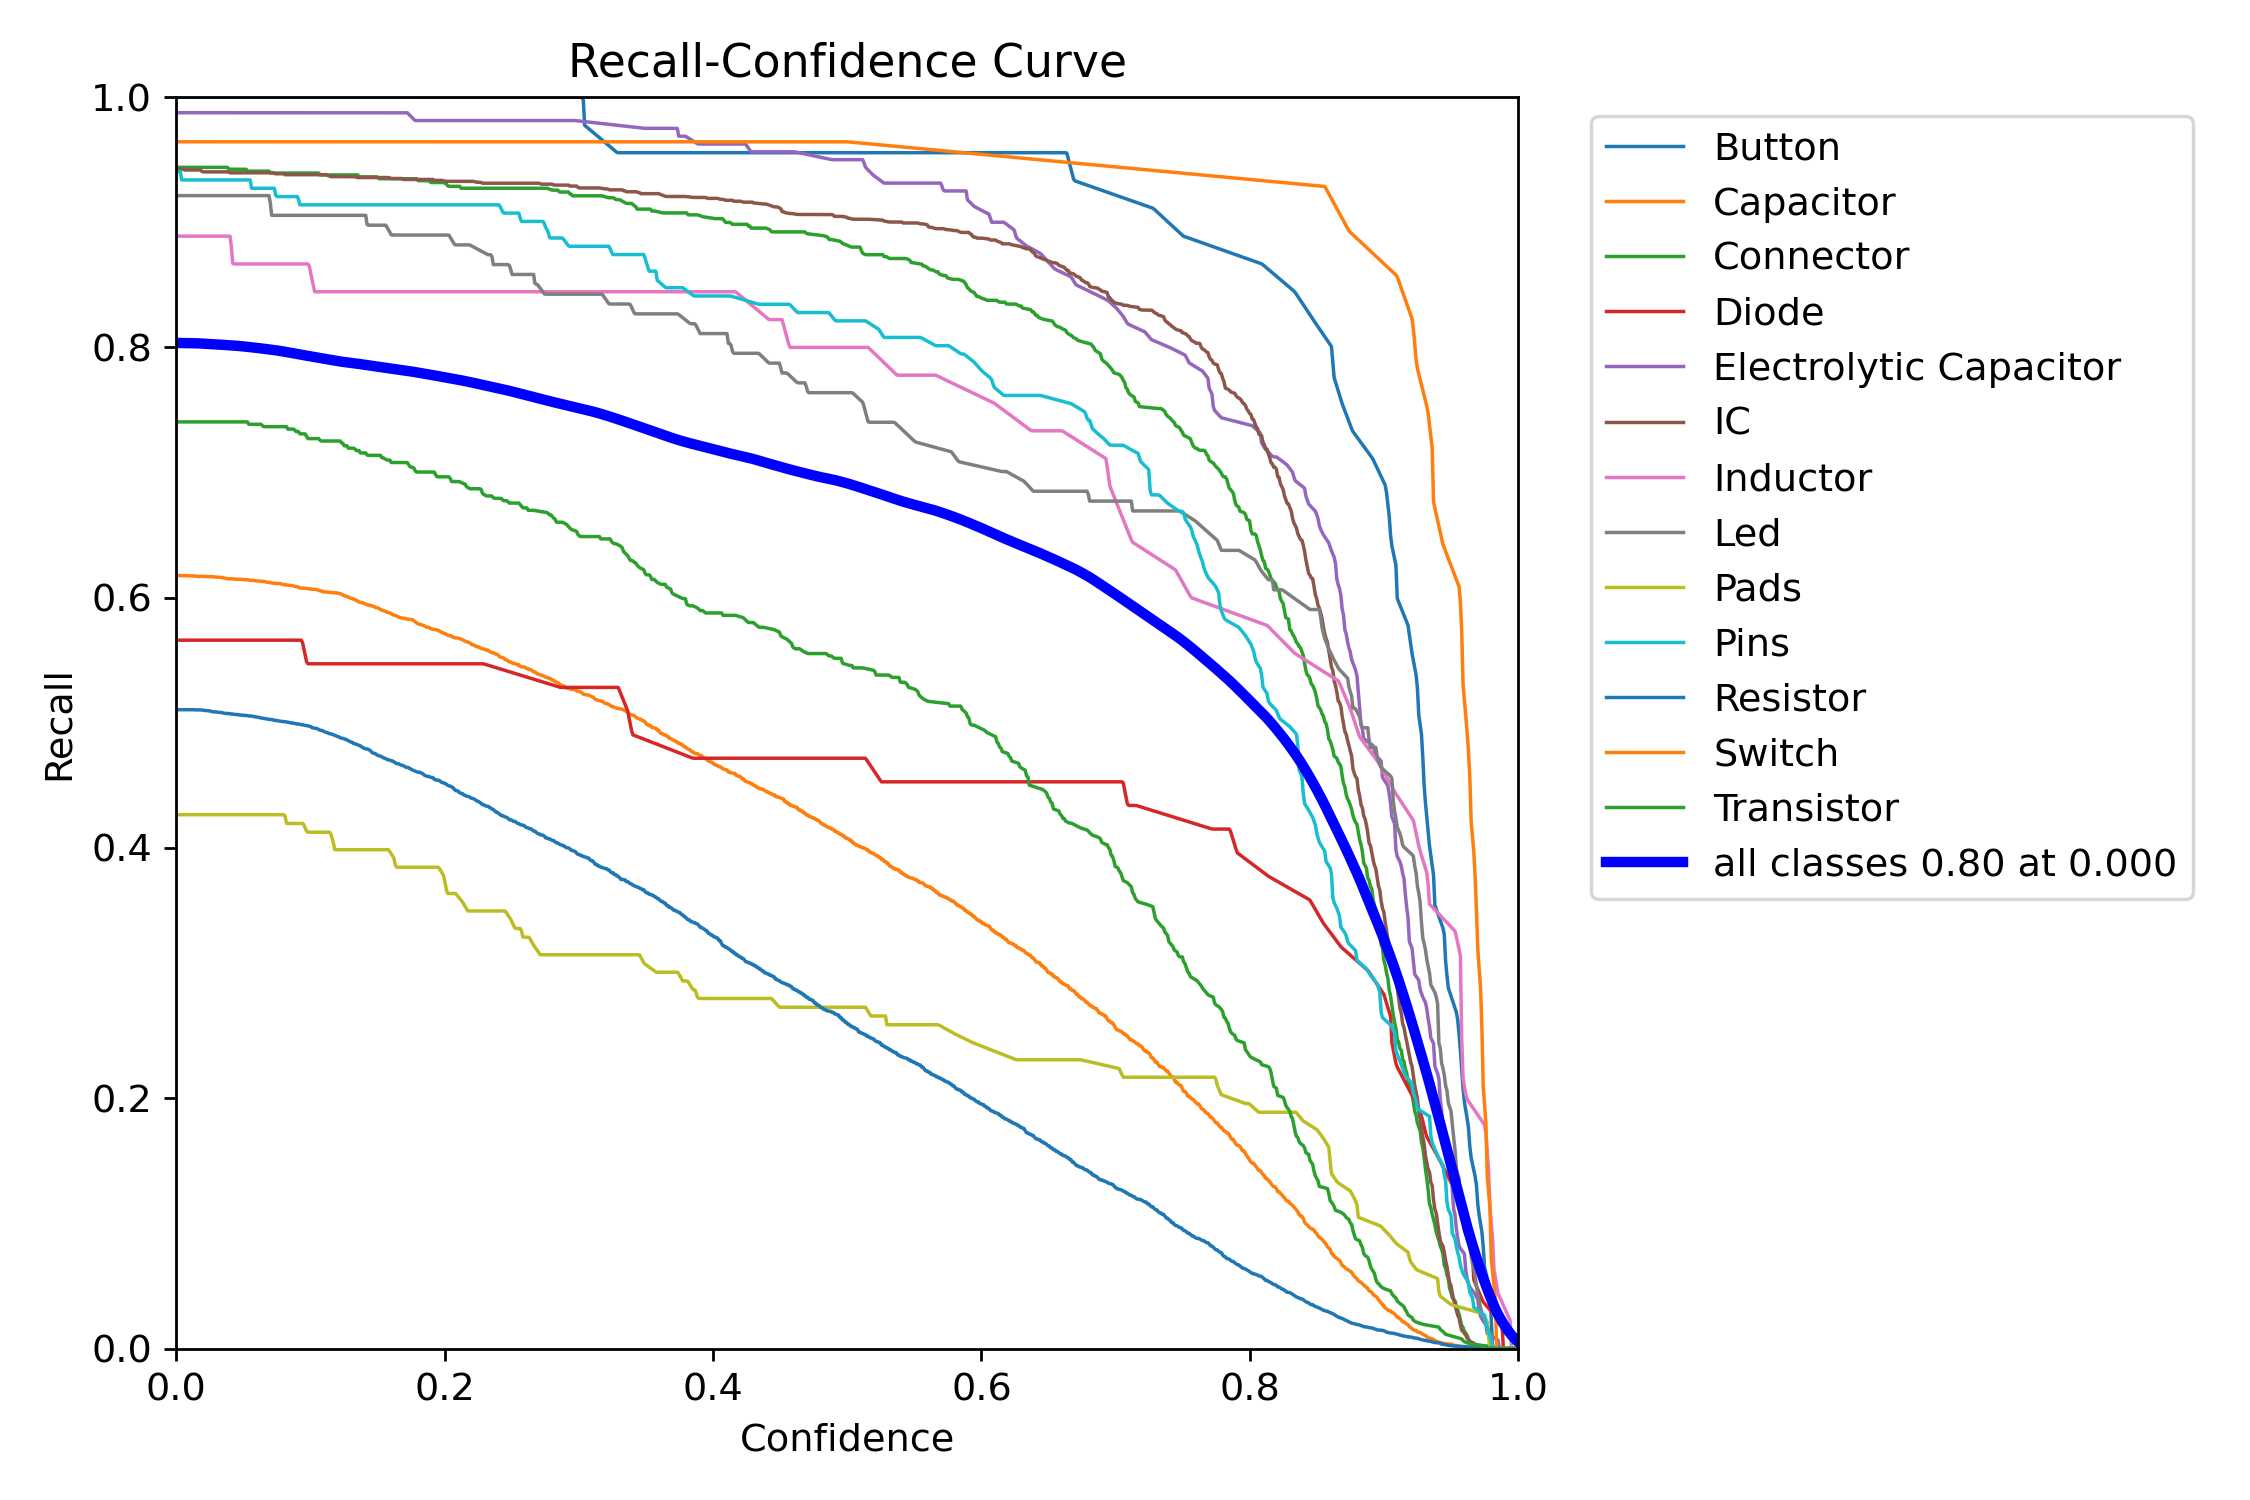 Recall-Confidence Curve
1.0
0.8
0.6
0.4
0.2
0.0
Recall
0.0 0.2 0.4 0.6 0.8 1.0
Confidence
Button
Capacitor
Connector
Diode
Electrolytic Capacitor
IC
Inductor
Led
Pads
Pins
Resistor
Switch
Transistor
all classes 0.80 at 0.000